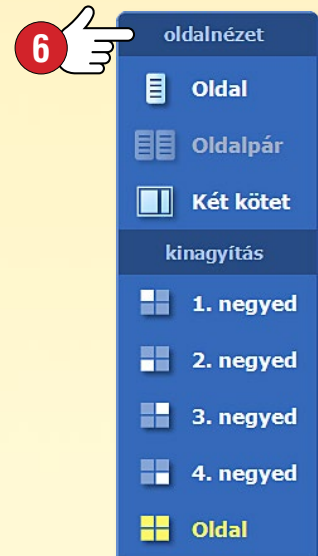 6
oldalnézet
Oldal
Oldalpár
Két kötet
kinagyítás
1. negyed
2. negyed
3. negyed
4. negyed
Oldal